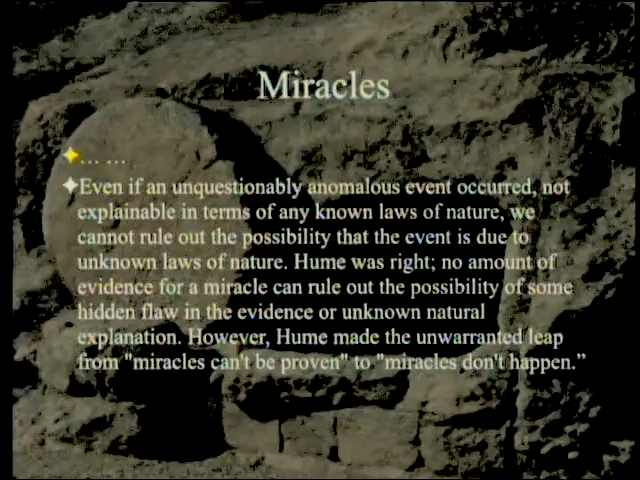 Miracles
... ...
Even if an unquestionably anomalous event occurred, not
explainable in terms of any known laws of nature, we
cannot rule out the possibility that the event is due to
unknown laws of nature. Hume was right; no amount of
evidence for a miracle can rule out the possibility of some
hidden flaw in the evidence or unknown natural
explanation. However, Hume made the unwarranted leap
from "miracles can't be proven" to "miracles don't happen.”